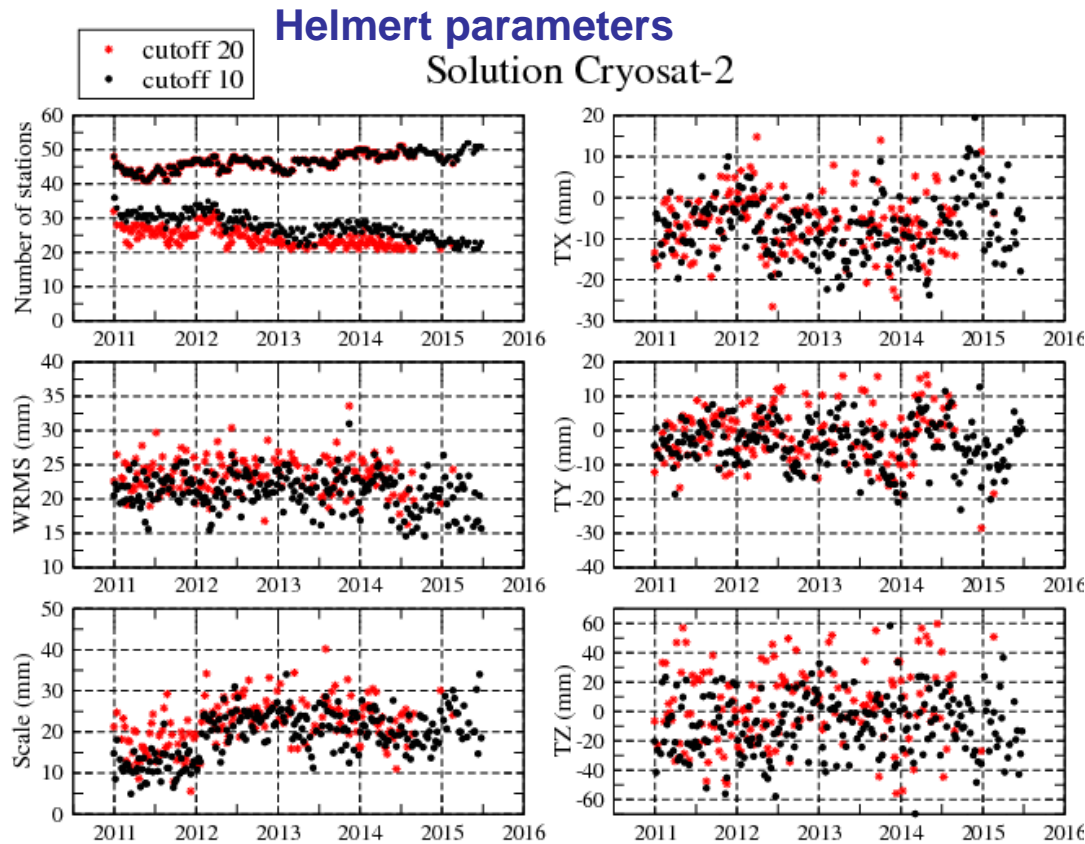 Helmert parameters
cutoff 20
cutoff 10
Solution Cryosat-2
Number of stations
60
50
40
30
20
10
0
2011 2012 2013 2014 2015 2016
TX (mm)
20
10
0
-10
-20
-30
2011 2012 2013 2014 2015 2016
WRMS (mm)
40
35
30
25
20
15
10
2011 2012 2013 2014 2015 2016
TY (mm)
20
10
0
-10
-20
-30
-40
2011 2012 2013 2014 2015 2016
Scale (mm)
50
40
30
20
10
0
2011 2012 2013 2014 2015 2016
TZ (mm)
60
40
20
0
-20
-40
-60
2011 2012 2013 2014 2015 2016